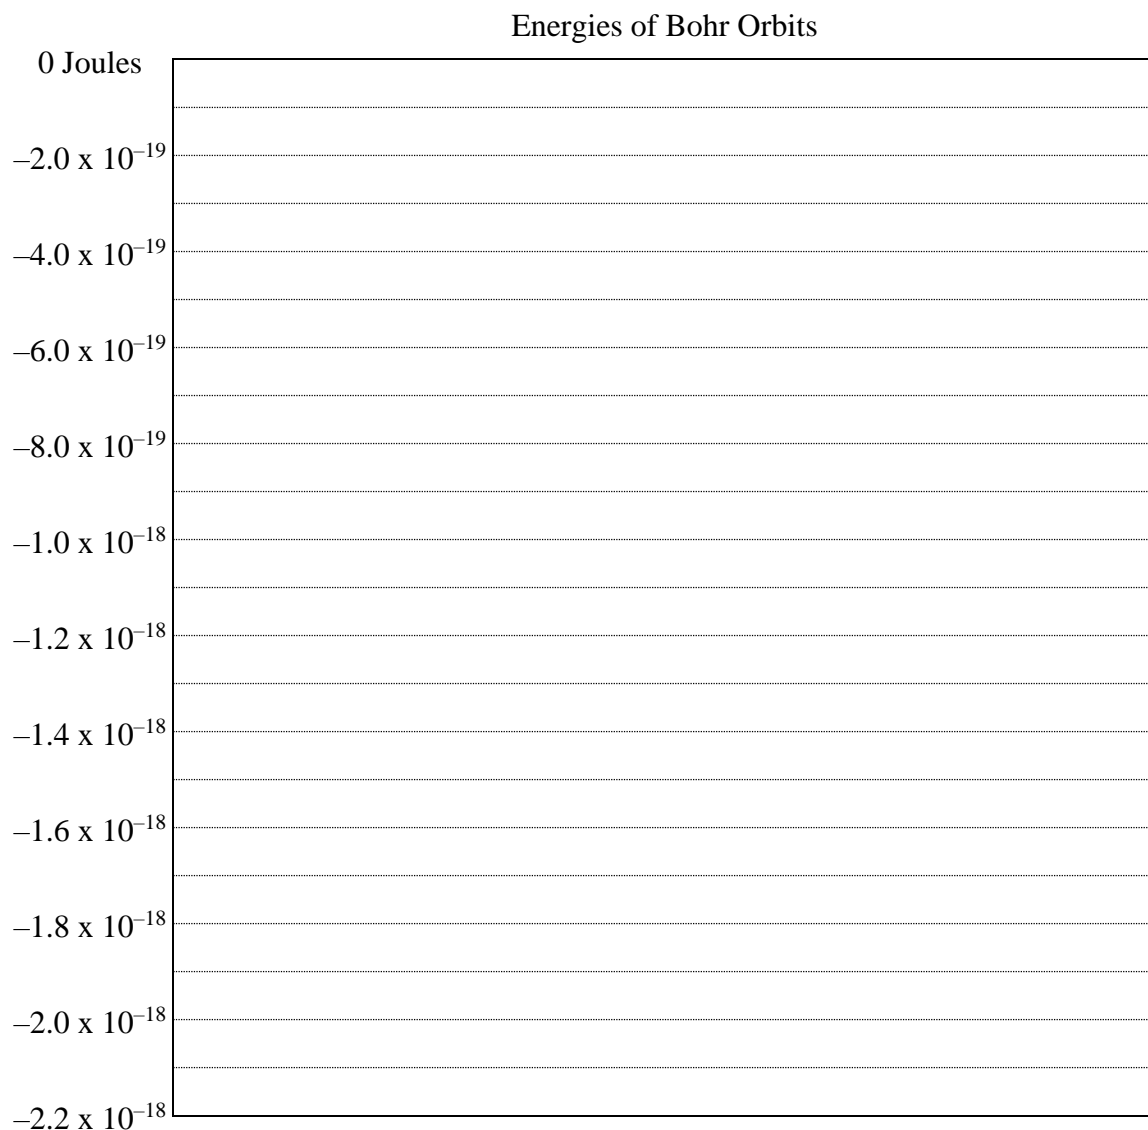 Energies of Bohr Orbits
0 Joules
–2.0 x 10⁻¹⁹
–4.0 x 10⁻¹⁹
–6.0 x 10⁻¹⁹
–8.0 x 10⁻¹⁹
–1.0 x 10⁻¹⁸
–1.2 x 10⁻¹⁸
–1.4 x 10⁻¹⁸
–1.6 x 10⁻¹⁸
–1.8 x 10⁻¹⁸
–2.0 x 10⁻¹⁸
–2.2 x 10⁻¹⁸